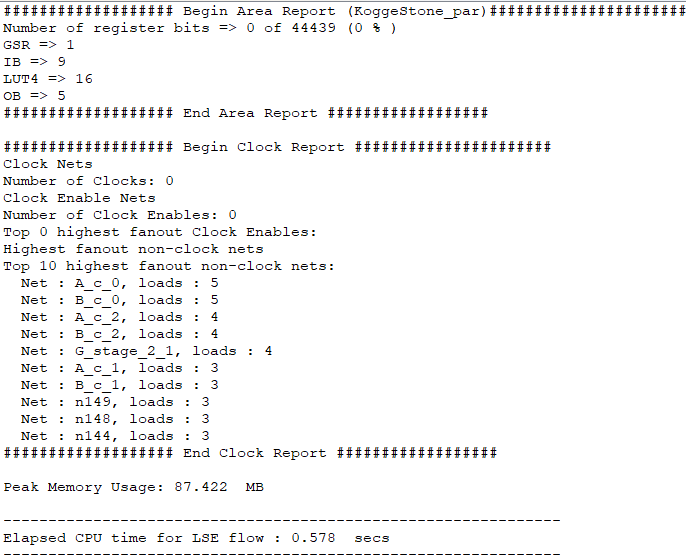 ################### Begin Area Report (KoggeStone_par)######################
Number of register bits => 0 of 44439 (0 % )
GSR => 1
IB => 9
LUT4 => 16
OB => 5
################### End Area Report ##################
################### Begin Clock Report ######################
Clock Nets
Number of Clocks: 0
Clock Enable Nets
Number of Clock Enables: 0
Top 0 highest fanout Clock Enables:
Highest fanout non-clock nets
Top 10 highest fanout non-clock nets:
Net : A_c_0, loads : 5
Net : B_c_0, loads : 5
Net : A_c_2, loads : 4
Net : B_c_2, loads : 4
Net : G_stage_2_1, loads : 4
Net : A_c_1, loads : 3
Net : B_c_1, loads : 3
Net : n149, loads : 3
Net : n148, loads : 3
Net : n144, loads : 3
################### End Clock Report ##################
Peak Memory Usage: 87.422  MB
--------------------------------------------------------------
Elapsed CPU time for LSE flow : 0.578  secs
--------------------------------------------------------------